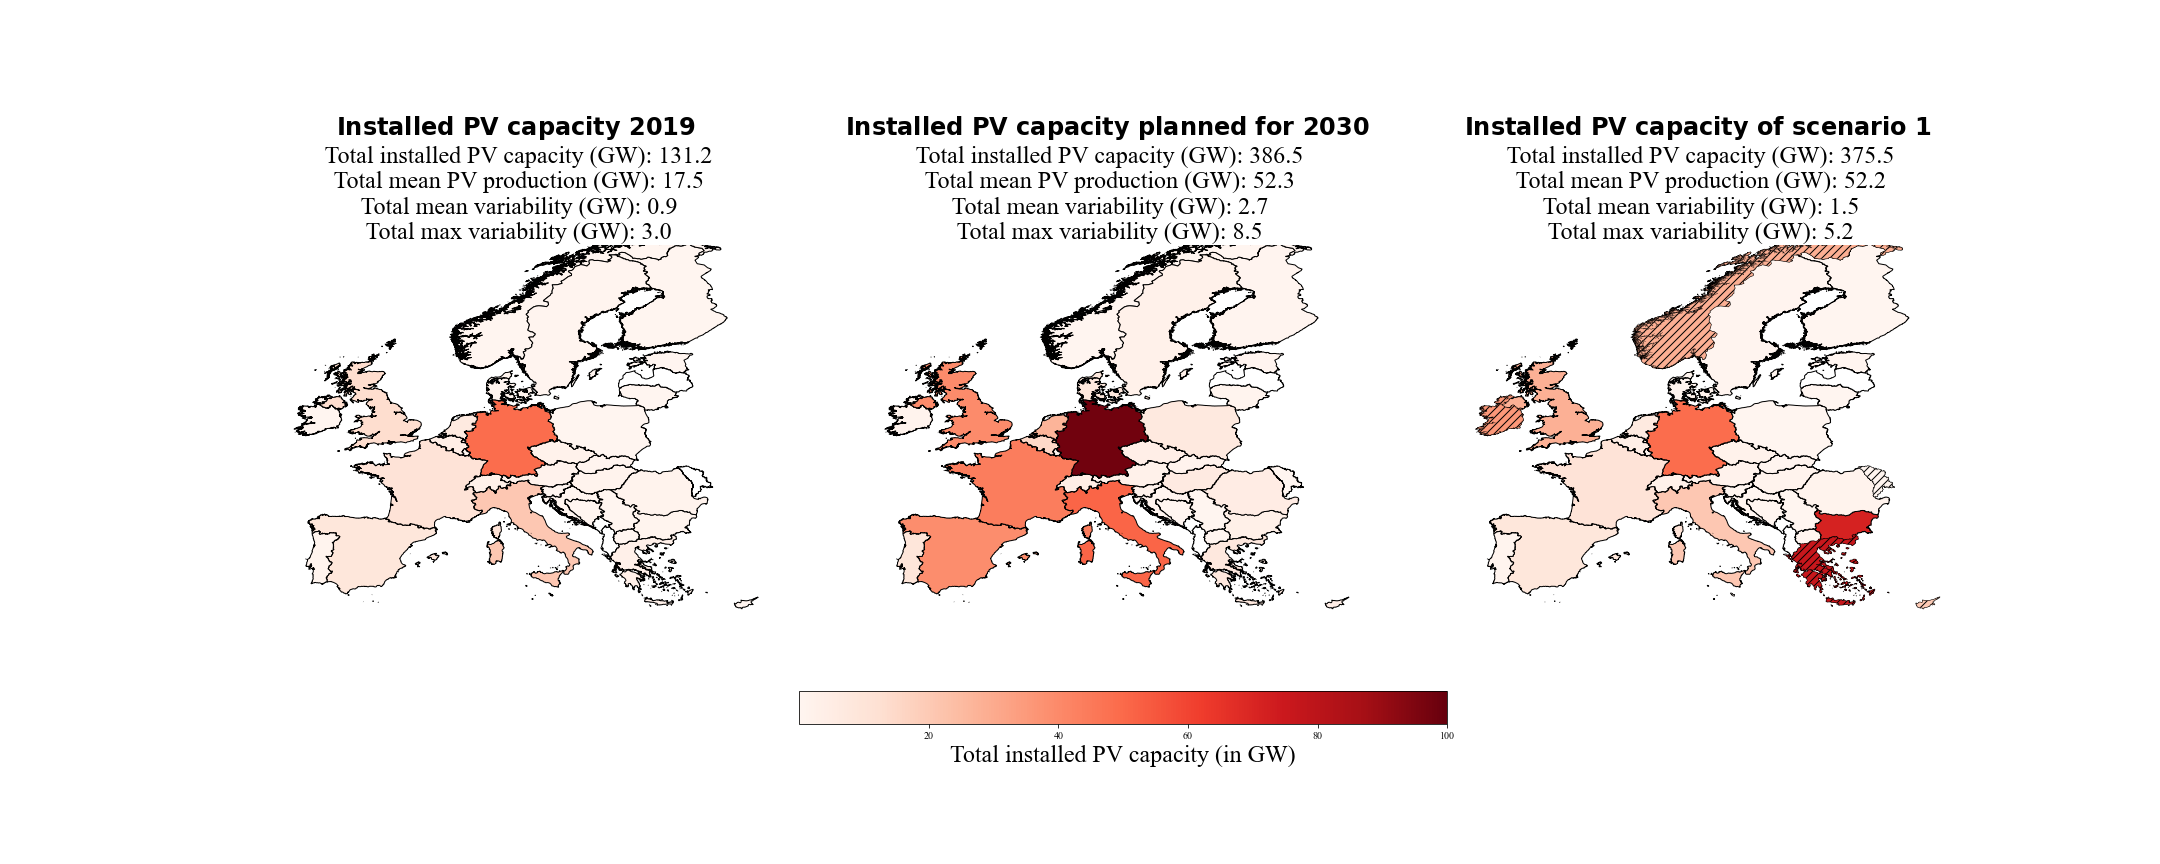 Installed PV capacity 2019
Total installed PV capacity (GW): 131.2
Total mean PV production (GW): 17.5
Total mean variability (GW): 0.9
Total max variability (GW): 3.0
Installed PV capacity planned for 2030
Total installed PV capacity (GW): 386.5
Total mean PV production (GW): 52.3
Total mean variability (GW): 2.7
Total max variability (GW): 8.5
Installed PV capacity of scenario 1
Total installed PV capacity (GW): 375.5
Total mean PV production (GW): 52.2
Total mean variability (GW): 1.5
Total max variability (GW): 5.2
20 40 60 80 100
Total installed PV capacity (in GW)